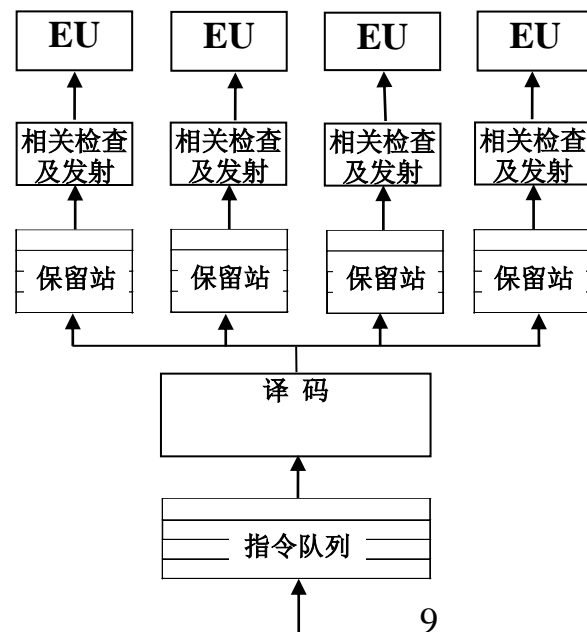 EU EU EU EU
相关检查 相关检查 相关检查 相关检查
及发射 及发射 及发射 及发射
保留站 保留站 保留站 保留站
译 码
指令队列
9